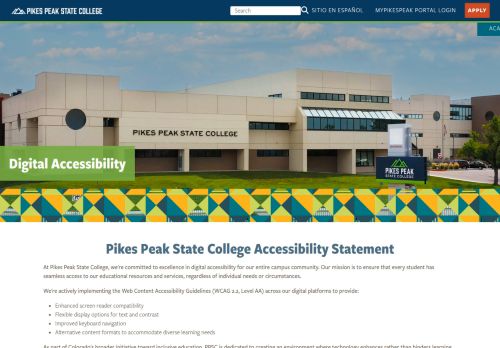 PIKES PEAK STATE COLLEGE
Search
SITIO EN ESPAÑOL
MYPIKESPEAK PORTAL LOGIN
APPLY
ACA
PIKES PEAK STATE COLLEGE
PIKES PEAK
STATE COLLEGE
Digital Accessibility
Pikes Peak State College Accessibility Statement
At Pikes Peak State College, we're committed to excellence in digital accessibility for our entire campus community. Our mission is to ensure that every student has
seamless access to our educational resources and services, regardless of individual needs or circumstances.
We're actively implementing the Web Content Accessibility Guidelines (WCAG 2.2, Level AA) across our digital platforms to provide:
• Enhanced screen reader compatibility
• Flexible display options for text and contrast
• Improved keyboard navigation
• Alternative content formats to accommodate diverse learning needs
As part of Colorado's broader initiative toward inclusive education, PPSC is dedicated to creating an environment where technology enhances rather than hinders learning